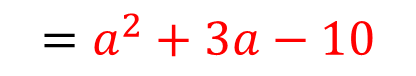 = a² + 3a − 10